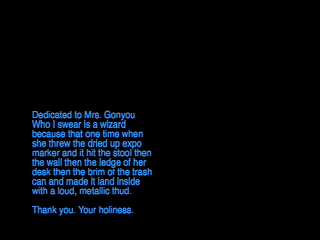 Dedicated to Mrs. Gonyou
Who I swear is a wizard
because that one time when
she threw the dried up expo
marker and it hit the stool then
the wall then the ledge of her
desk then the brim of the trash
can and made it land inside
with a loud, metallic thud.

Thank you. Your holiness.